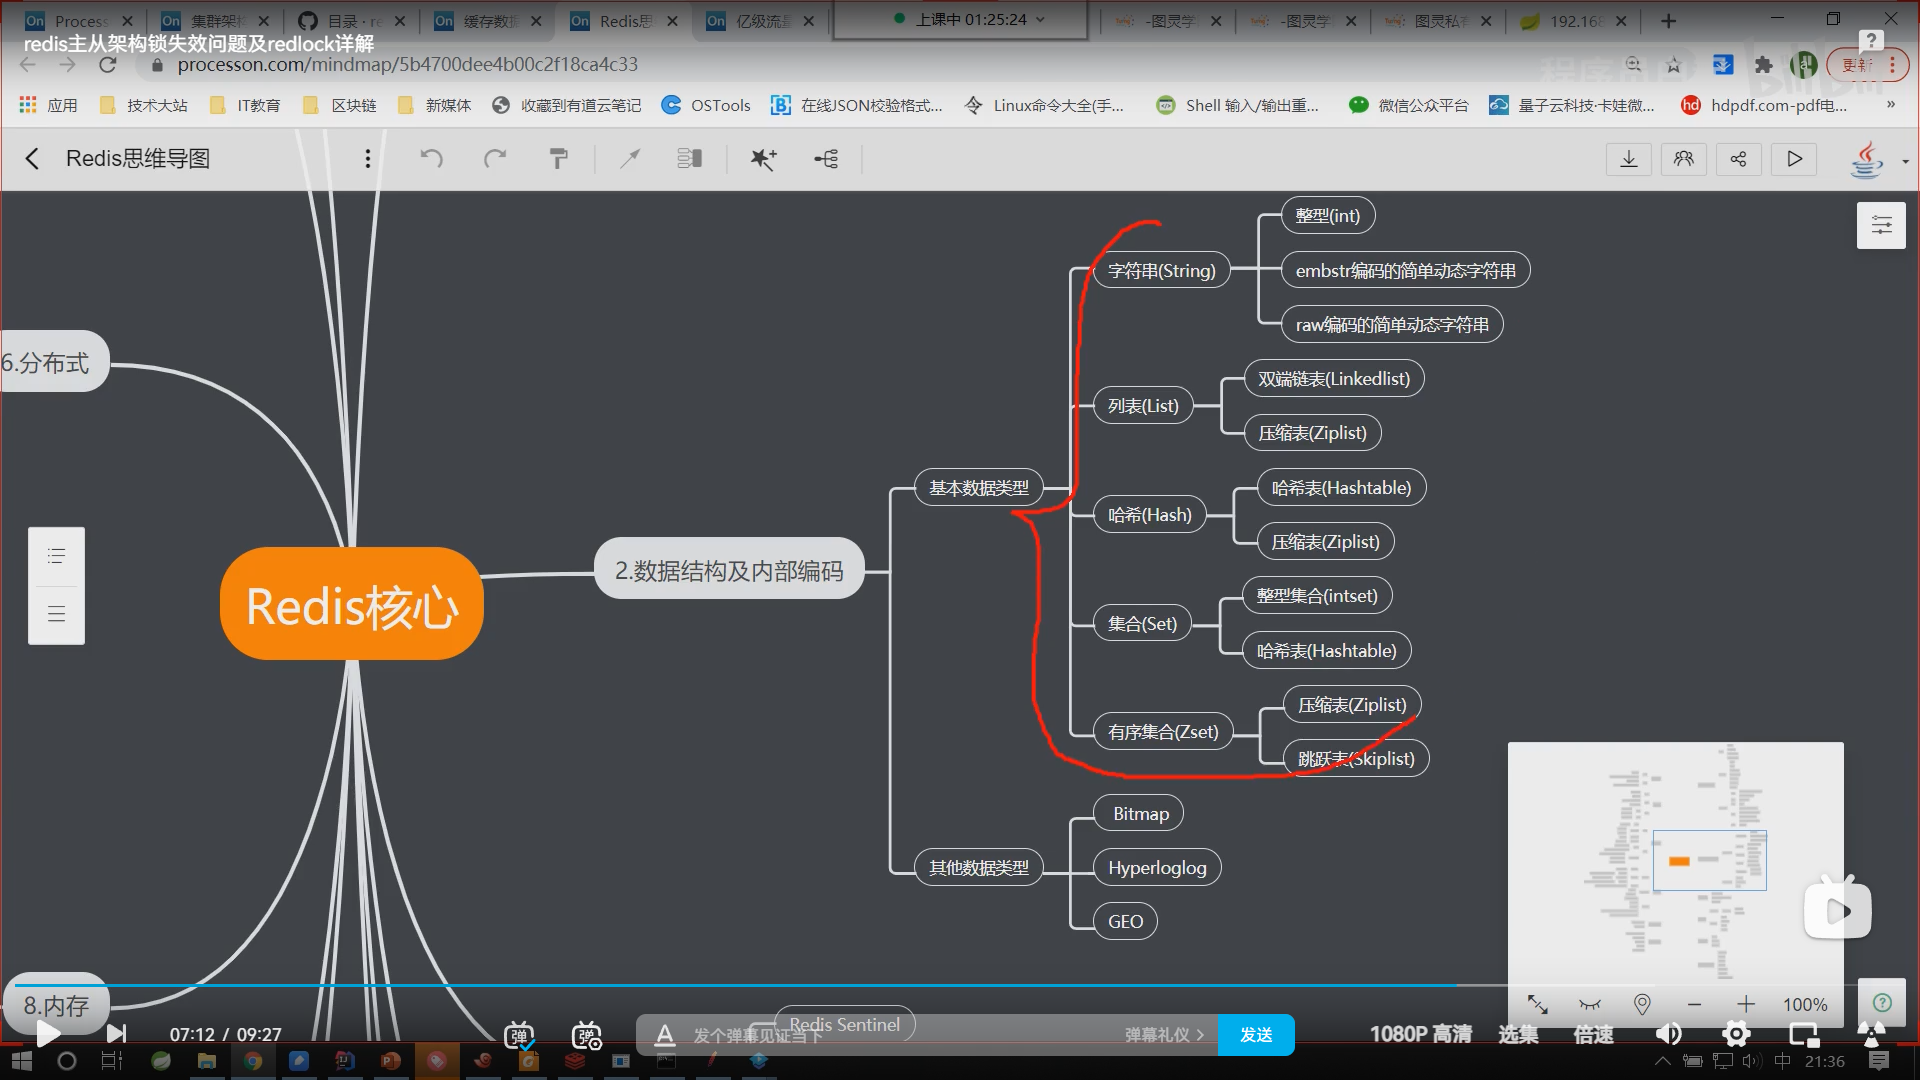 Process
集群架构
目录 · re
缓存数据
Redis思
亿级流量
上课中 01:25:24
-图灵学
-图灵学
图灵私
192.168
redis主从架构锁失效问题及redlock详解
processon.com/mindmap/5b4700dee4b00c2f18ca4c33
更新
应用
技术大站
IT教育
区块链
新媒体
收藏到有道云笔记
OSTools
在线JSON校验格式...
Linux命令大全(手...
Shell 输入/输出重...
微信公众平台
量子云科技·卡娃微...
hdpdf.com-pdf电...
»
Redis思维导图
整型(int)
字符串(String)
embstr编码的简单动态字符串
raw编码的简单动态字符串
6.分布式
双端链表(Linkedlist)
列表(List)
压缩表(Ziplist)
基本数据类型
哈希表(Hashtable)
哈希(Hash)
压缩表(Ziplist)
2.数据结构及内部编码
Redis核心
整型集合(intset)
集合(Set)
哈希表(Hashtable)
压缩表(Ziplist)
有序集合(Zset)
跳跃表(Skiplist)
Bitmap
其他数据类型
Hyperloglog
GEO
8.内存
100%
Redis Sentinel
07:12 / 09:27
发个弹幕见证当下
弹幕礼仪 >
发送
1080P 高清
选集
倍速
中
21:36